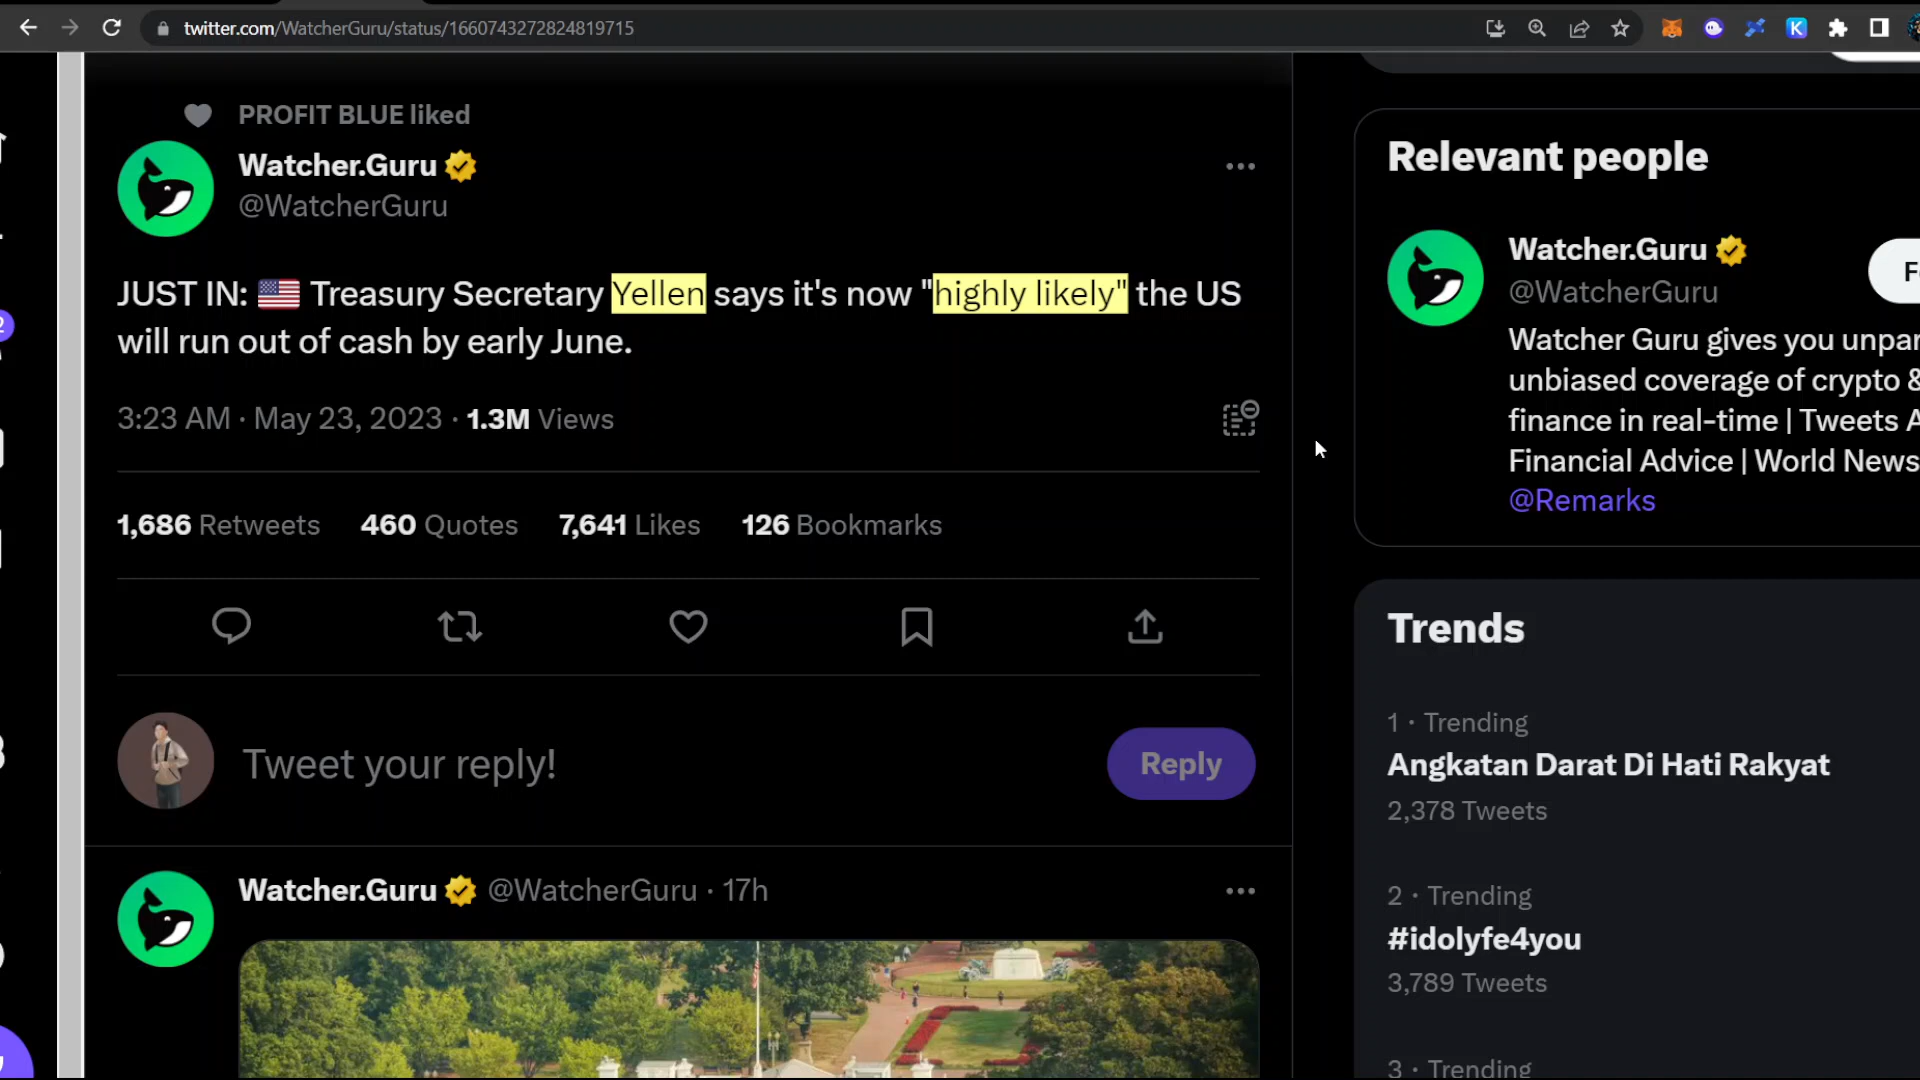 twitter.com/WatcherGuru/status/1660743272824819715
PROFIT BLUE liked
Watcher.Guru
@WatcherGuru
JUST IN: 🇺🇸 Treasury Secretary Yellen says it's now "highly likely" the US
will run out of cash by early June.
3:23 AM · May 23, 2023 · 1.3M Views
1,686 Retweets 460 Quotes 7,641 Likes 126 Bookmarks
Tweet your reply!
Reply
Watcher.Guru @WatcherGuru · 17h
Relevant people
Watcher.Guru
@WatcherGuru
Watcher Guru gives you
unbiased coverage of crypto &
finance in real-time | Tweets
Financial Advice | World News
@Remarks
Trends
1 · Trending
Angkatan Darat Di Hati Rakyat
2,378 Tweets
2 · Trending
#idolyfe4you
3,789 Tweets
3 · Trending